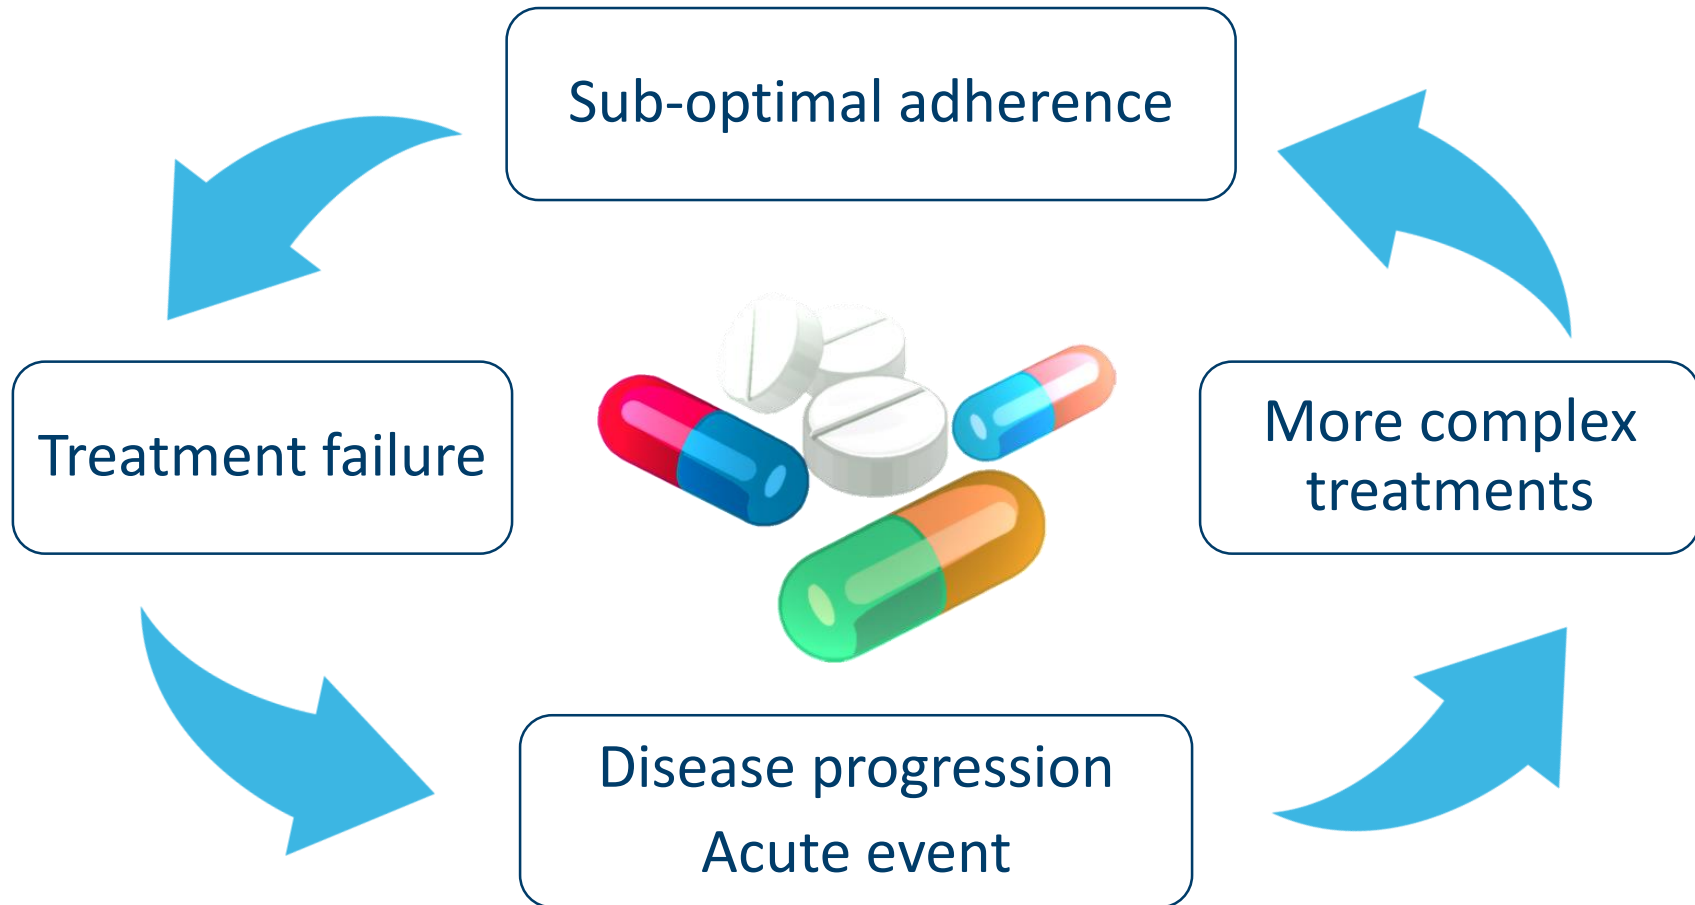 Sub-optimal adherence
Treatment failure
More complex
treatments
Disease progression
Acute event